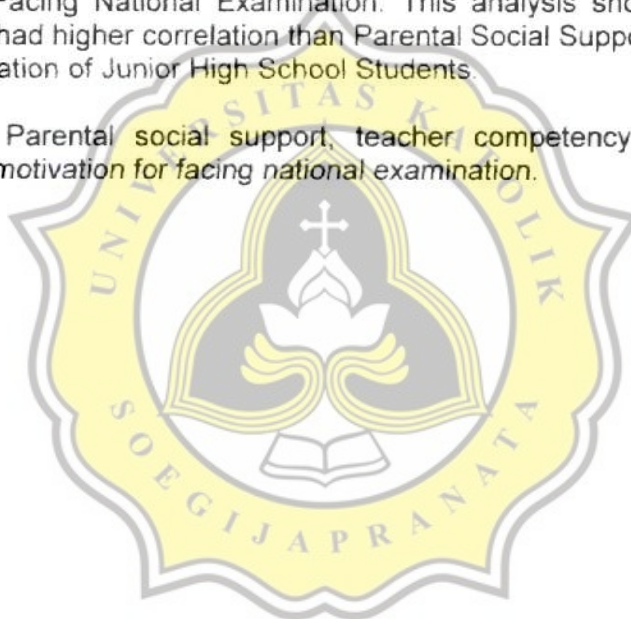 Facing National Examination. This analysis sho
had higher correlation than Parental Social Suppo
ation of Junior High School Students.
Parental social support, teacher competency
motivation for facing national examination.
UNIVERSITAS KATOLIK
SOEGIJAPRANATA